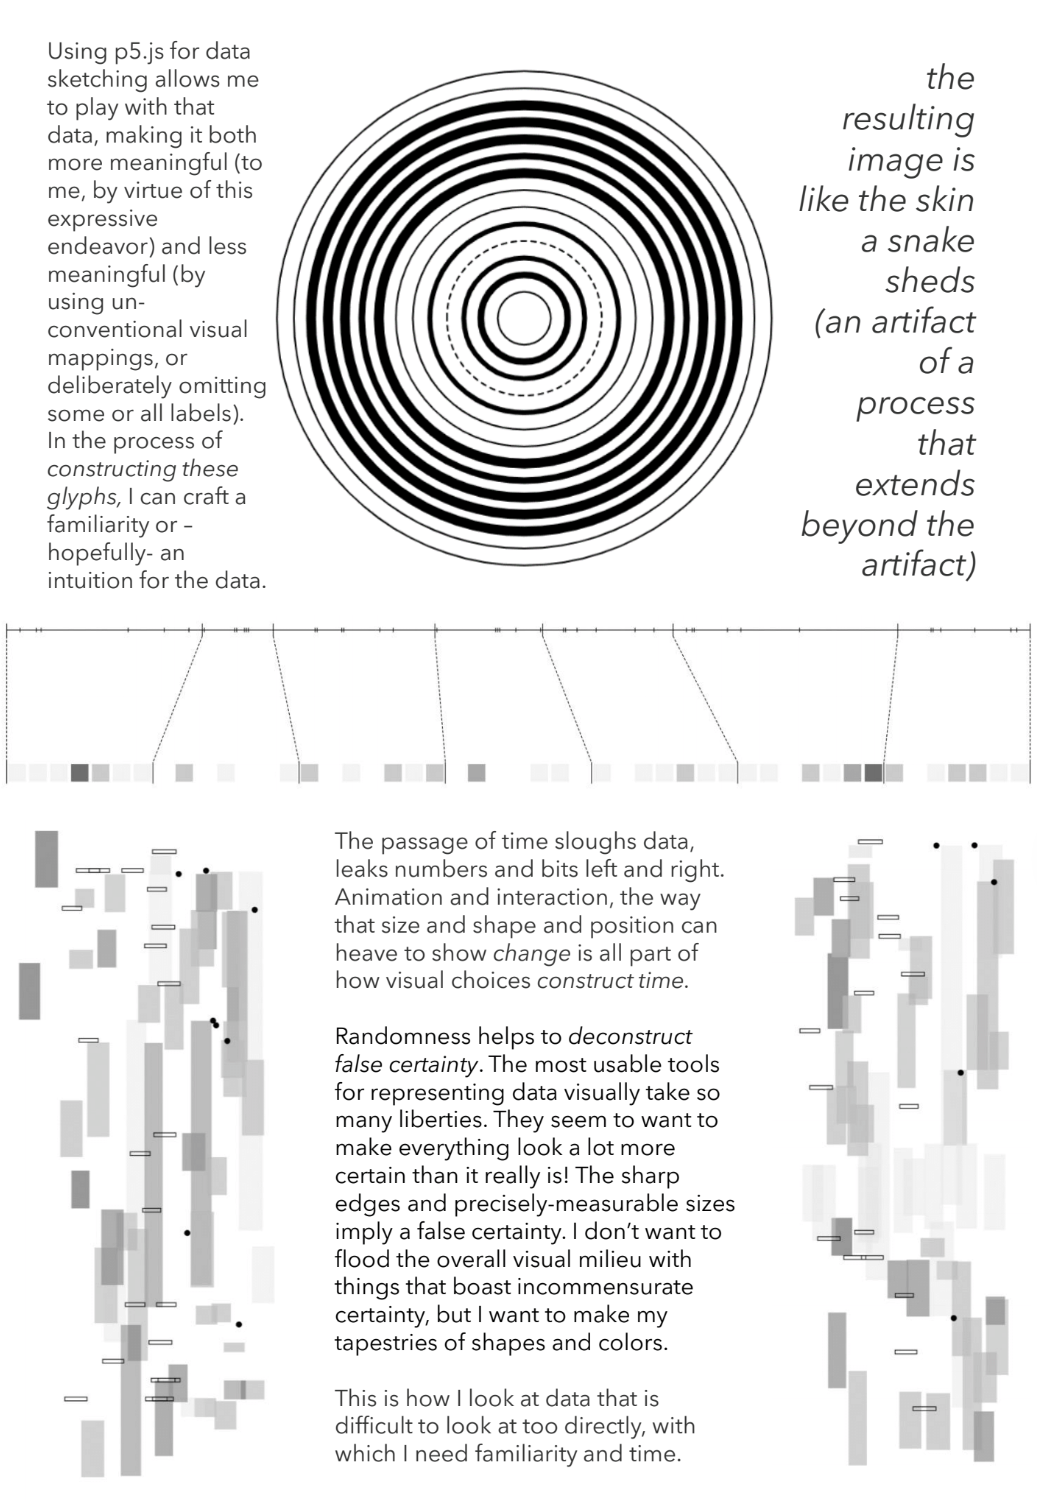 Using p5.js for data
sketching allows me
to play with that
data, making it both
more meaningful (to
me, by virtue of this
expressive
endeavor) and less
meaningful (by
using un-
conventional visual
mappings, or
deliberately omitting
some or all labels).
In the process of
constructing these
glyphs, I can craft a
familiarity or –
hopefully- an
intuition for the data.
the
resulting
image is
like the skin
a snake
sheds
(an artifact
of a
process
that
extends
beyond the
artifact)
The passage of time sloughs data,
leaks numbers and bits left and right.
Animation and interaction, the way
that size and shape and position can
heave to show change is all part of
how visual choices construct time.
Randomness helps to deconstruct
false certainty. The most usable tools
for representing data visually take so
many liberties. They seem to want to
make everything look a lot more
certain than it really is! The sharp
edges and precisely-measurable sizes
imply a false certainty. I don’t want to
flood the overall visual milieu with
things that boast incommensurate
certainty, but I want to make my
tapestries of shapes and colors.
This is how I look at data that is
difficult to look at too directly, with
which I need familiarity and time.